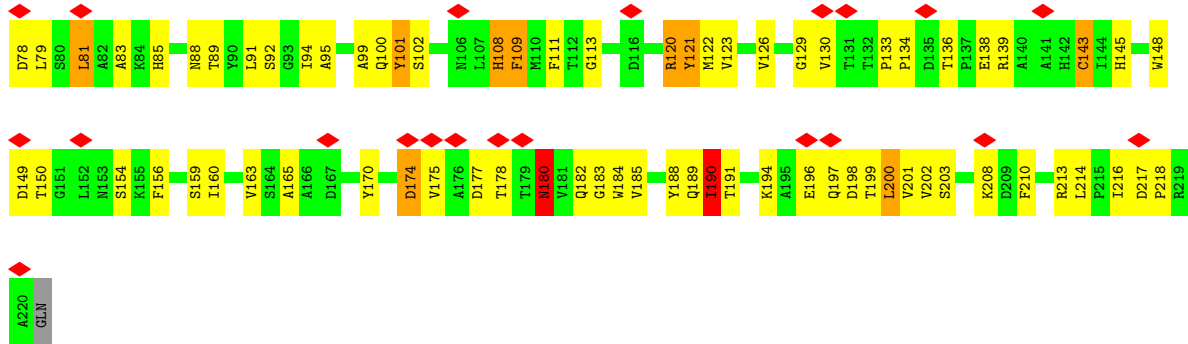 D78 L79 S80 L81 A82 A83 K84 H85 N88 T89 Y90 L91 S92 G93 I94 A95 A99 Q100 Y101 S102 N106 L107 H108 F109 M110 F111 T112 G113 D116 R120 Y121 M122 V123 V126 G129 V130 T131 T132 P133 P134 D135 T136 P137 E138 R139 A140 A141 H142 C143 I144 H145 W148
D149 T150 G151 L152 N153 S154 K155 F156 S159 I160 V163 S164 A165 A166 D167 Y170 D174 V175 A176 D177 T178 T179 N180 V181 Q182 G183 W184 V185 Y188 Q189 I190 T191 K194 A195 E196 Q197 D198 T199 L200 V201 V202 S203 K208 D209 F210 R213 L214 P215 I216 D217 P218 R219
A220 GLN